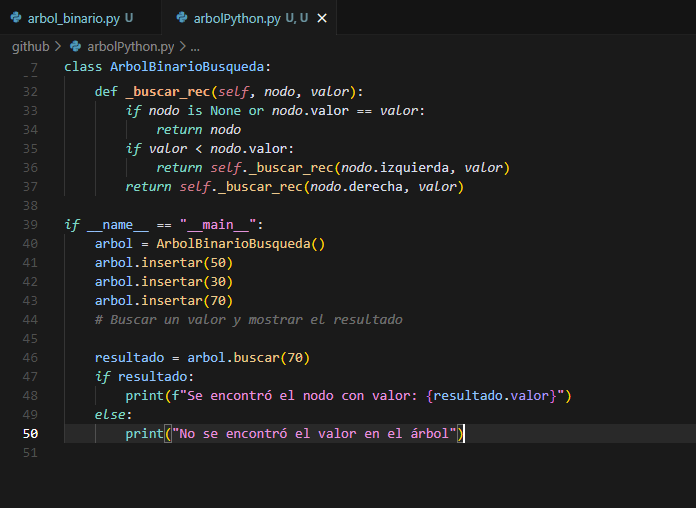 arbol_binario.py U arbolPython.py U, U ×
github > arbolPython.py > ...
7 class ArbolBinarioBusqueda:
32 def _buscar_rec(self, nodo, valor):
33 if nodo is None or nodo.valor == valor:
34 return nodo
35 if valor < nodo.valor:
36 return self._buscar_rec(nodo.izquierda, valor)
37 return self._buscar_rec(nodo.derecha, valor)
38
39 if __name__ == "__main__":
40 arbol = ArbolBinarioBusqueda()
41 arbol.insertar(50)
42 arbol.insertar(30)
43 arbol.insertar(70)
44 # Buscar un valor y mostrar el resultado
45
46 resultado = arbol.buscar(70)
47 if resultado:
48 print(f"Se encontró el nodo con valor: {resultado.valor}")
49 else:
50 print("No se encontró el valor en el árbol")
51